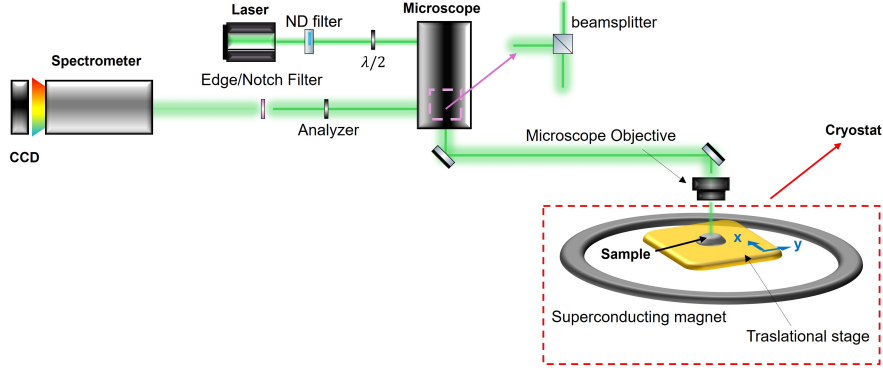 Laser
ND filter
Microscope
beamsplitter
Spectrometer
λ/2
Edge/Notch Filter
Analyzer
CCD
Microscope Objective
Cryostat
x
y
Sample
Superconducting magnet
Traslational stage